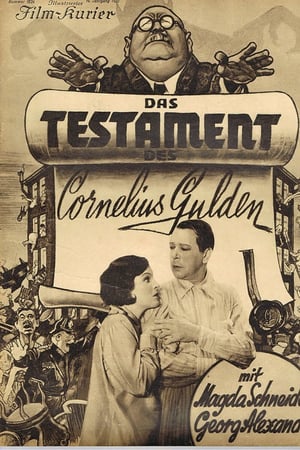 Illustrierter
Film-Kurier
DAS
TESTAMENT
DES
Cornelius Gulden
mit
Magda Schneid
Georg Alexand